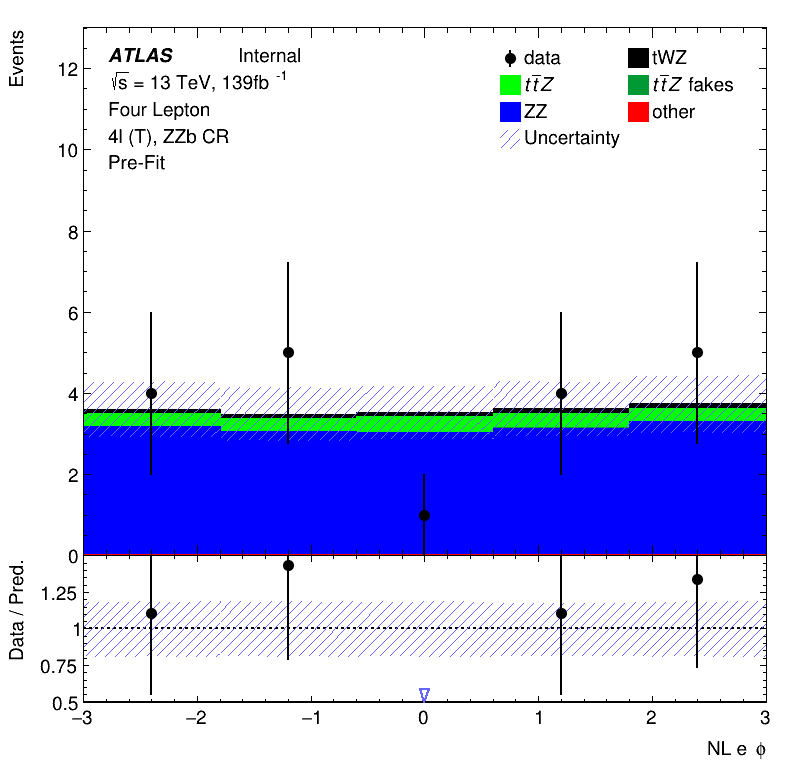 Events
ATLAS Internal
√s = 13 TeV, 139fb -1
Four Lepton
4l (T), ZZb CR
Pre-Fit
data
tWZ
tt̄Z
tt̄Z fakes
ZZ
other
Uncertainty
12
10
8
6
4
2
0
Data / Pred.
1.25
1
0.75
0.5
−3 −2 −1 0 1 2 3
NL e ϕ